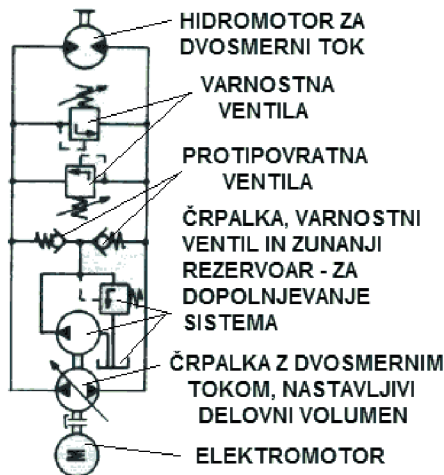 HIDROMOTOR ZA
DVOSMERNI TOK
VARNOSTNA
VENTILA
PROTIPOVRATNA
VENTILA
ČRPALKA, VARNOSTNI
VENTIL IN ZUNANJI
REZERVOAR - ZA
DOPOLNJEVANJE
SISTEMA
ČRPALKA Z DVOSMERNIM
TOKOM, NASTAVLJIVI
DELOVNI VOLUMEN
M
ELEKTROMOTOR